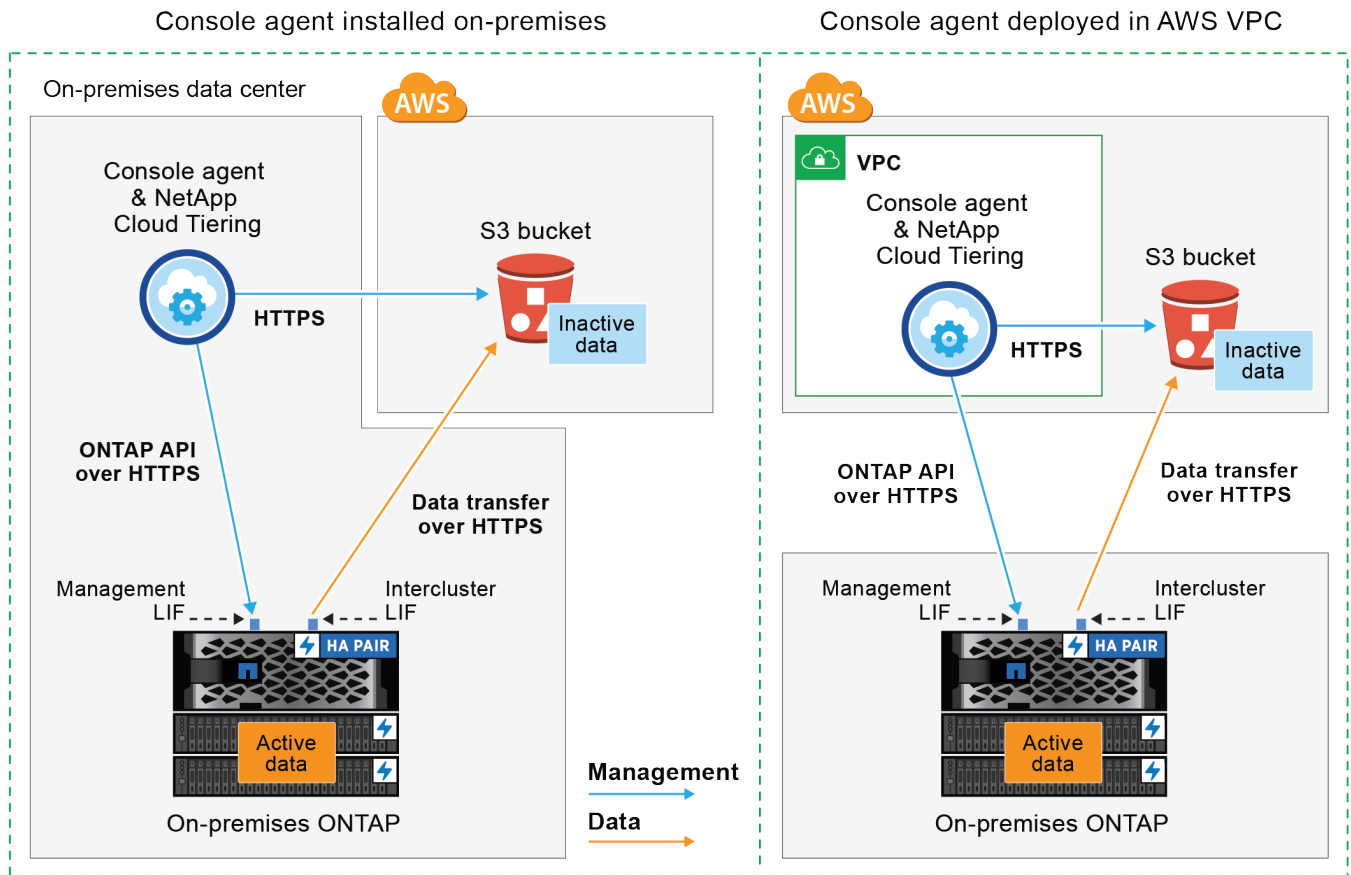 Console agent installed on-premises
On-premises data center
AWS
Console agent
& NetApp
Cloud Tiering
S3 bucket
HTTPS
Inactive
data
ONTAP API
over HTTPS
Data transfer
over HTTPS
Management
LIF
Intercluster
LIF
HA PAIR
Active
data
On-premises ONTAP
Management
Data
Console agent deployed in AWS VPC
AWS
VPC
Console agent
& NetApp
Cloud Tiering
S3 bucket
HTTPS
Inactive
data
ONTAP API
over HTTPS
Data transfer
over HTTPS
Management
LIF
Intercluster
LIF
HA PAIR
Active
data
On-premises ONTAP